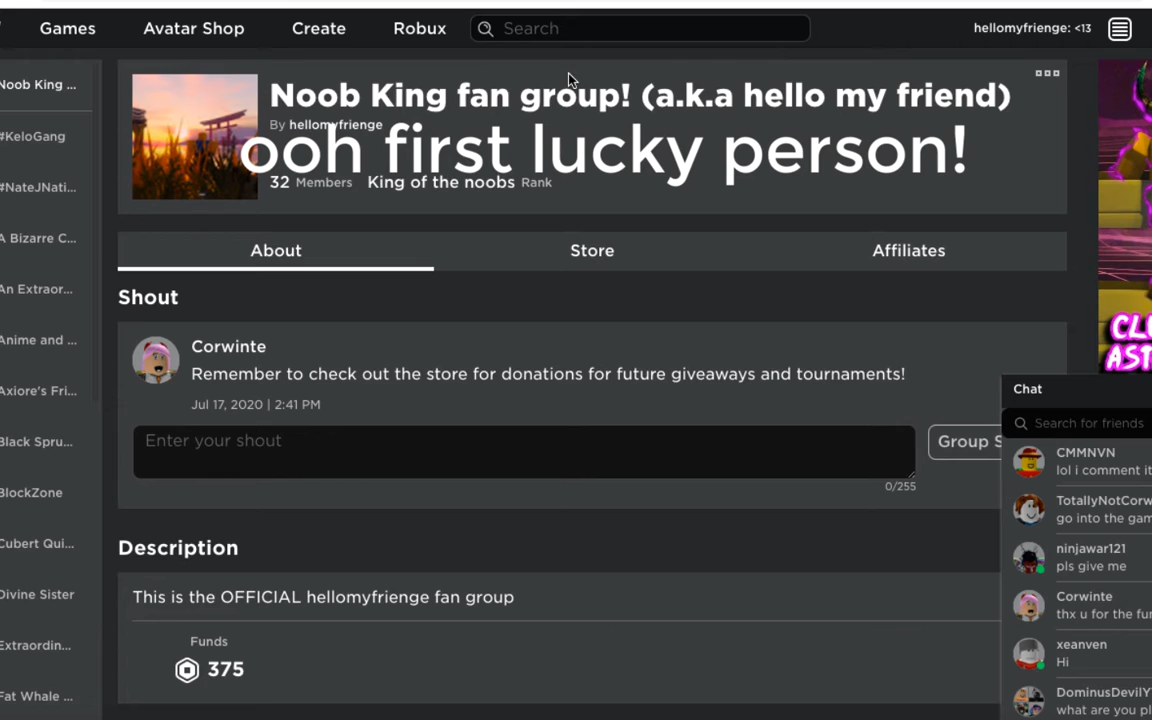 Games Avatar Shop Create Robux Search hellomyfrienge: <13
Noob King ...
#KeloGang
#NateJNati...
A Bizarre C...
An Extraor...
Anime and ...
Axiore's Fri...
Black Spru...
BlockZone
Cubert Qui...
Divine Sister
Extraordin...
Fat Whale ...
Noob King fan group! (a.k.a hello my friend)
By hellomyfrienge
ooh first lucky person!
32 Members King of the noobs Rank
About Store Affiliates
Shout
Corwinte
Remember to check out the store for donations for future giveaways and tournaments!
Jul 17, 2020 | 2:41 PM
Enter your shout
Group S
0/255
Description
This is the OFFICIAL hellomyfrienge fan group
Funds
375
CL
AST
Chat
Search for friends
CMMNVN
lol i comment it
TotallyNotCorw
go into the gam
ninjawar121
pls give me
Corwinte
thx u for the fu
xeanven
Hi
DominusDevilY
what are you pl